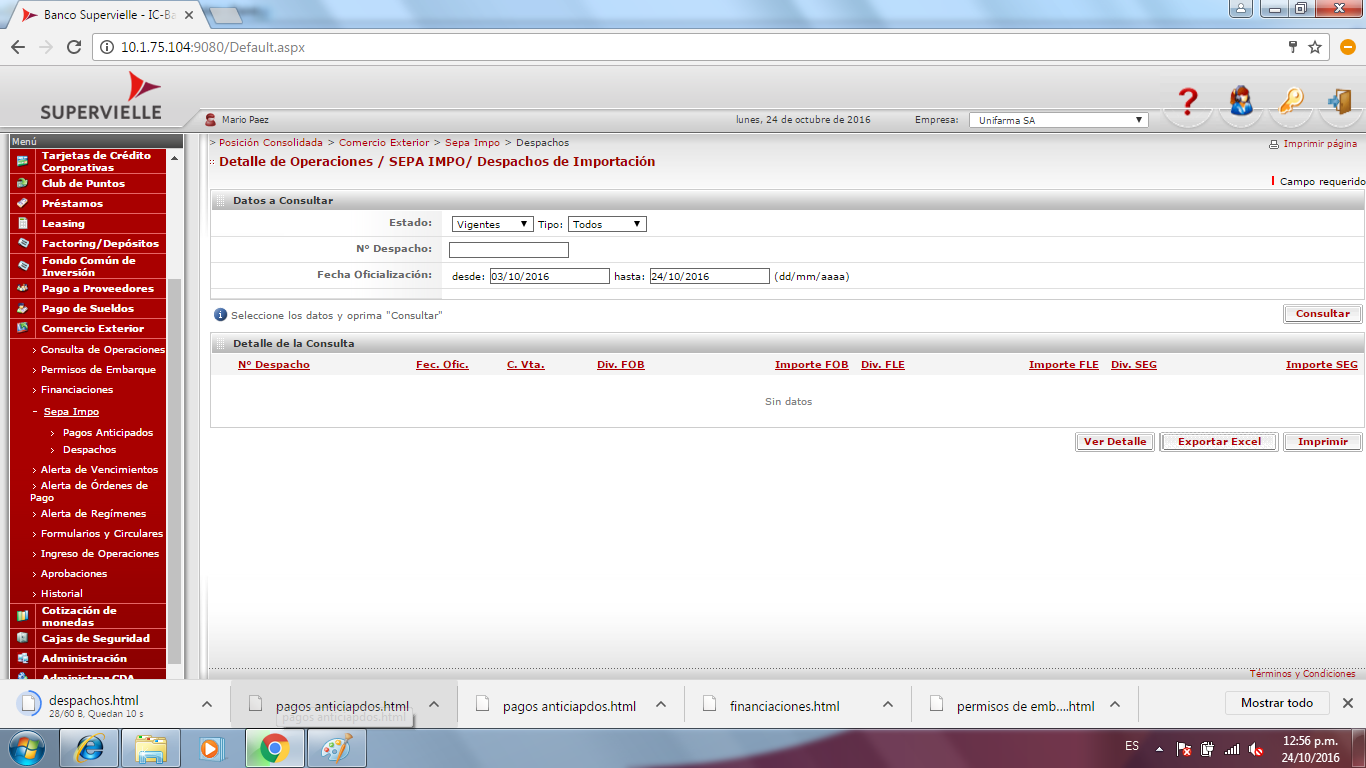 Banco Supervielle - IC-Ba
10.1.75.104:9080/Default.aspx
SUPERVIELLE
Mario Paez
lunes, 24 de octubre de 2016
Empresa:
Unifarma SA
Menú
Tarjetas de Crédito
Corporativas
Club de Puntos
Préstamos
Leasing
Factoring/Depósitos
Fondo Común de
Inversión
Pago a Proveedores
Pago de Sueldos
Comercio Exterior
> Consulta de Operaciones
> Permisos de Embarque
> Financiaciones
- Sepa Impo
> Pagos Anticipados
> Despachos
> Alerta de Vencimientos
> Alerta de Órdenes de
Pago
> Alerta de Regímenes
> Formularios y Circulares
> Ingreso de Operaciones
> Aprobaciones
> Historial
Cotización de
monedas
Cajas de Seguridad
Administración
Administrar CDA
> Posición Consolidada > Comercio Exterior > Sepa Impo > Despachos
Imprimir página
:: Detalle de Operaciones / SEPA IMPO/ Despachos de Importación
Campo requerido
Datos a Consultar
Estado: Vigentes Tipo: Todos
Nº Despacho:
Fecha Oficialización: desde: 03/10/2016 hasta: 24/10/2016 (dd/mm/aaaa)
Seleccione los datos y oprima "Consultar"
Consultar
Detalle de la Consulta
Nº Despacho Fec. Ofic. C. Vta. Div. FOB Importe FOB Div. FLE Importe FLE Div. SEG Importe SEG
Sin datos
Ver Detalle Exportar Excel Imprimir
Términos y Condiciones
despachos.html
28/60 B, Quedan 10 s
pagos anticiapdos.html
pagos anticiapdos.html
pagos anticiapdos.html
financiaciones.html
permisos de emb....html
Mostrar todo
ES
12:56 p.m.
24/10/2016